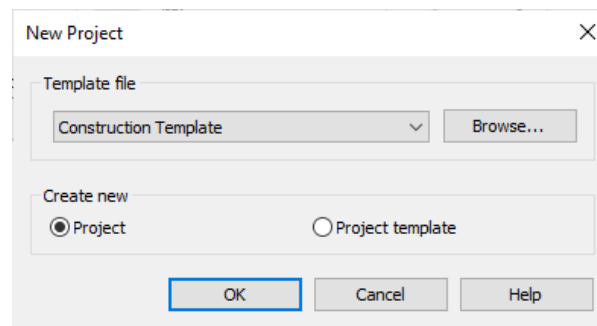 New Project
Template file
Construction Template
Browse...
Create new
Project
Project template
OK
Cancel
Help